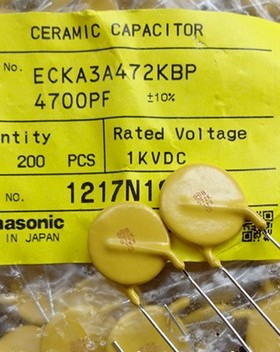 CERAMIC CAPACITOR
No. ECKA3A472KBP
4700PF ±10%
ntity Rated Voltage
200 PCS 1KVDC
NO. 1217N1
nasonic
IN JAPAN